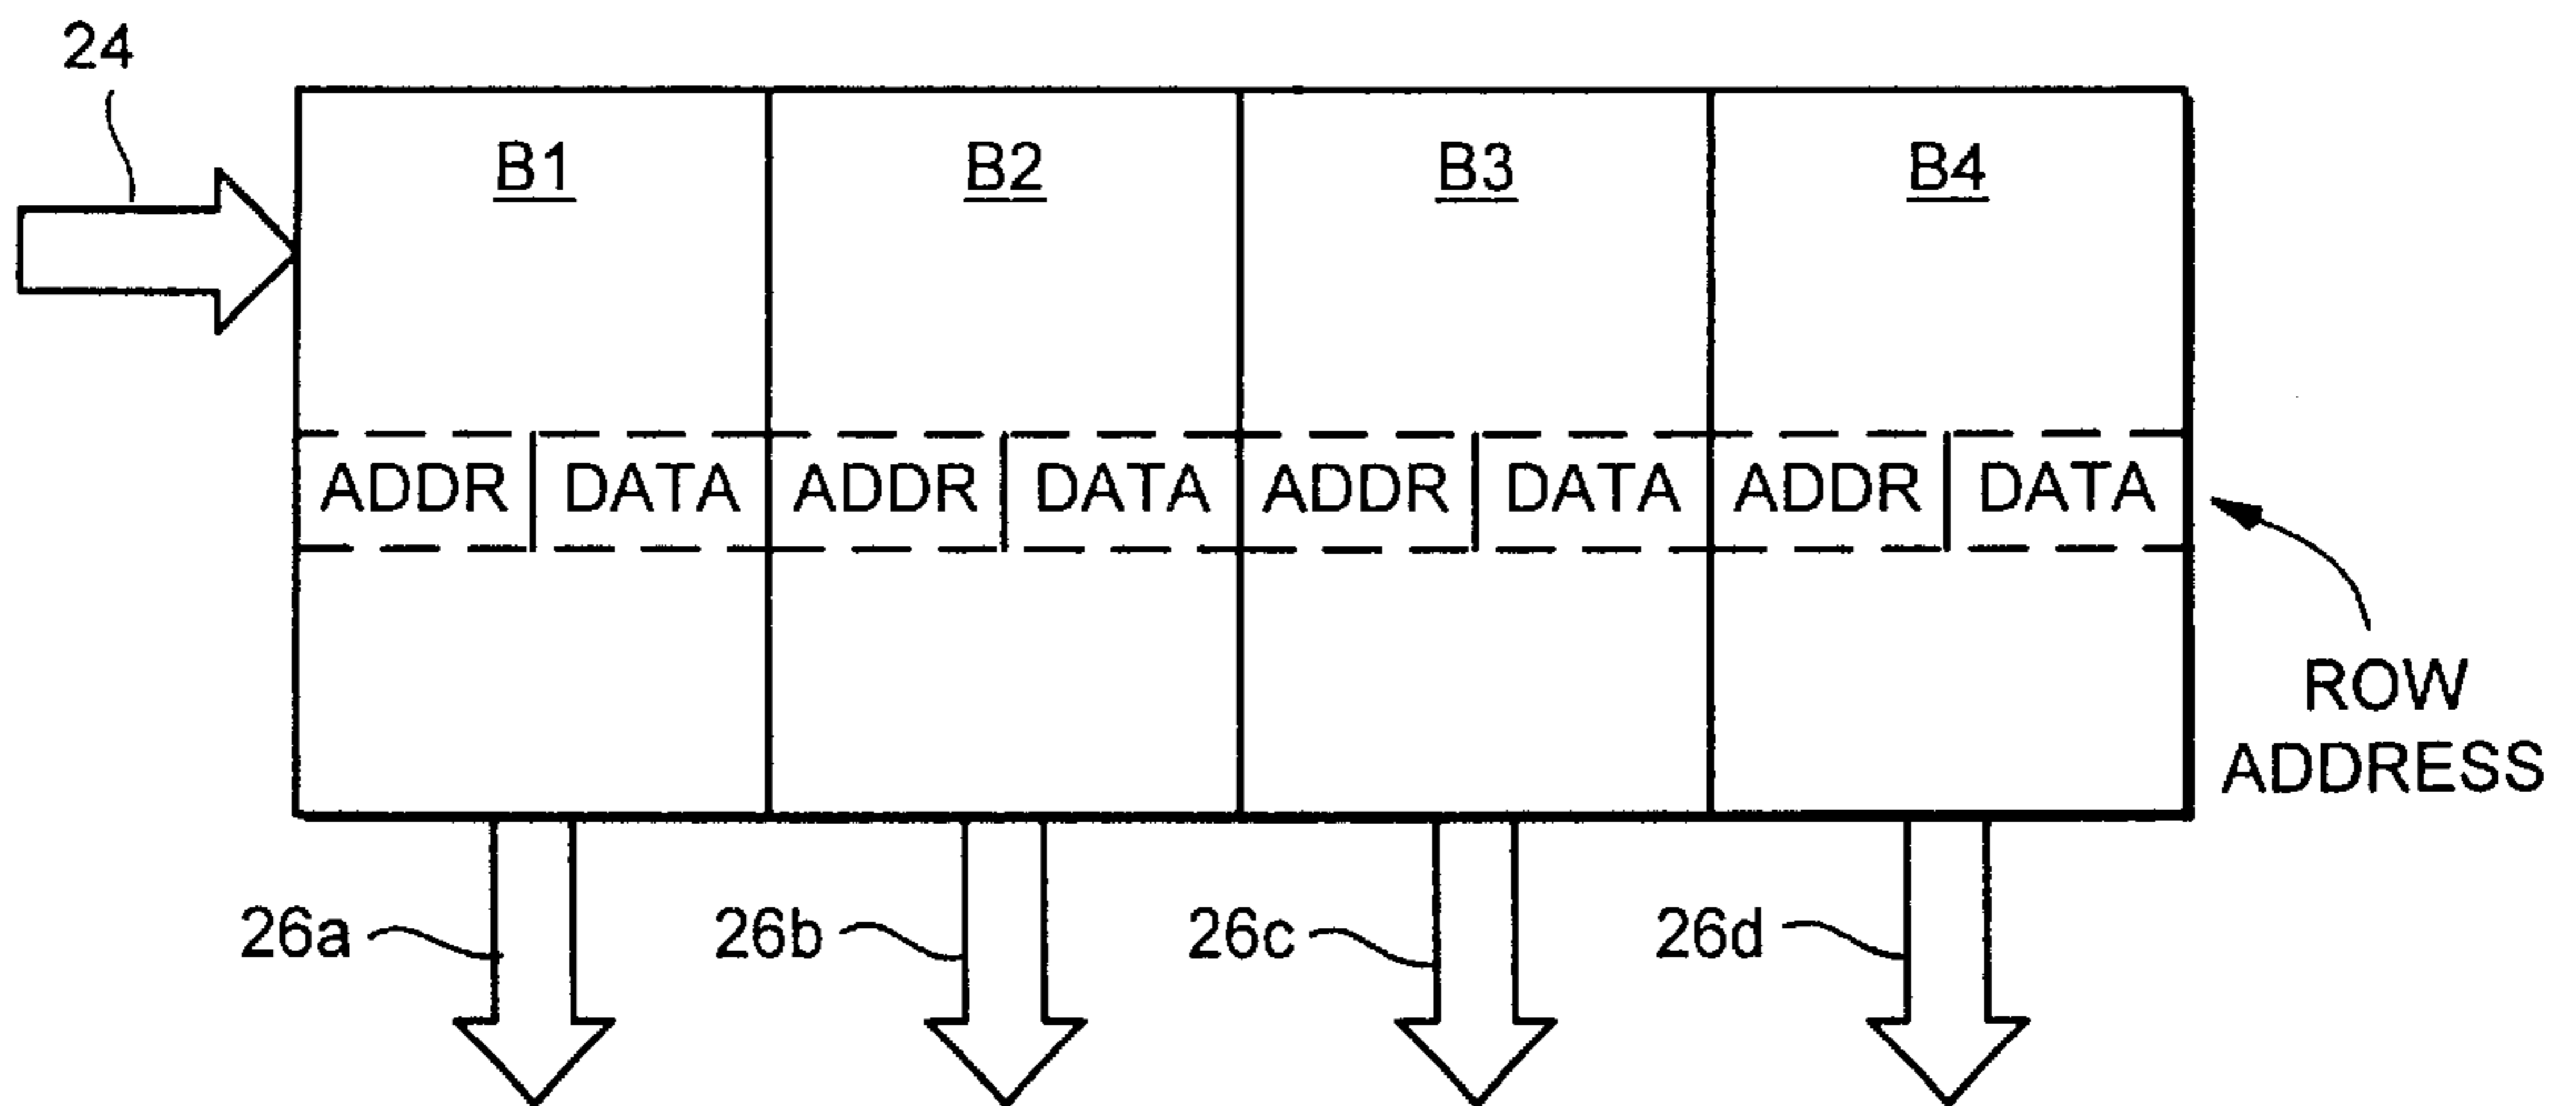 24
B1 B2 B3 B4
ADDR DATA ADDR DATA ADDR DATA ADDR DATA
ROW
ADDRESS
26a 26b 26c 26d